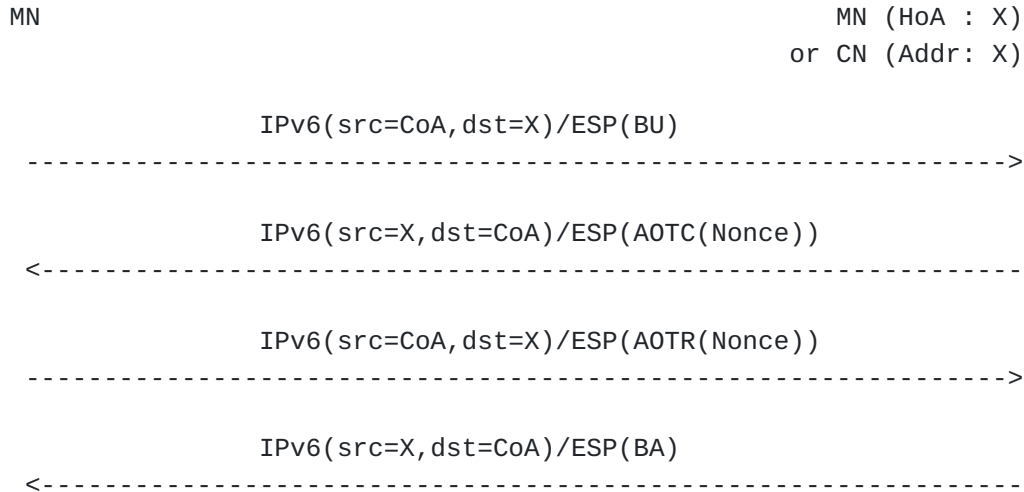 MN MN (HoA : X)
or CN (Addr: X)
IPv6(src=CoA,dst=X)/ESP(BU)
--------------------------------------------------------------->
IPv6(src=X,dst=CoA)/ESP(AOTC(Nonce))
<---------------------------------------------------------------
IPv6(src=CoA,dst=X)/ESP(AOTR(Nonce))
--------------------------------------------------------------->
IPv6(src=X,dst=CoA)/ESP(BA)
<---------------------------------------------------------------